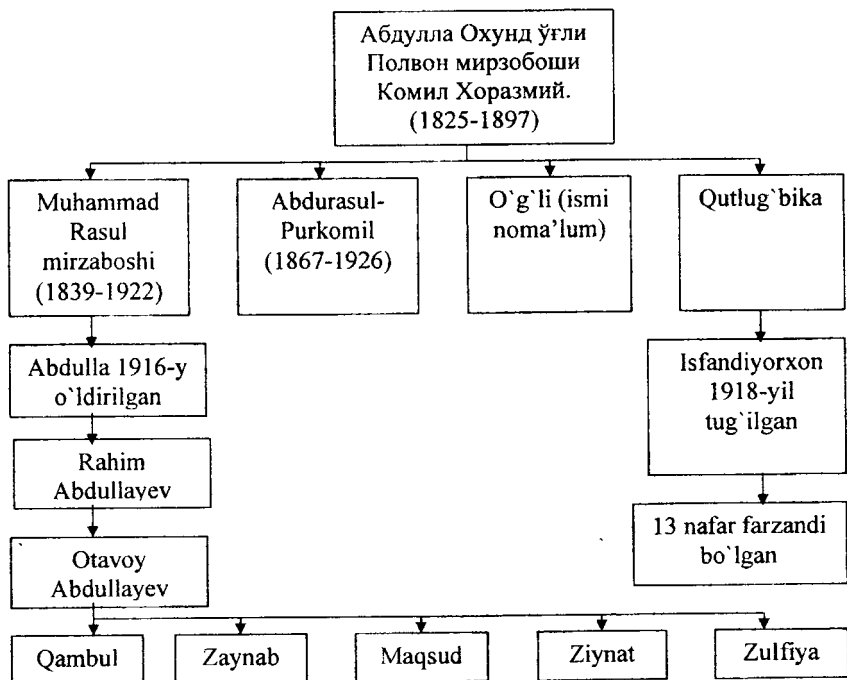 Абдулла Охунд ўғли
Полвон мирзобоши
Комил Хоразмий.
(1825-1897)
Muhammad
Rasul
mirzaboshi
(1839-1922)
Abdurasul-
Purkomil
(1867-1926)
O`g`li (ismi
noma’lum)
Qutlug`bika
Abdulla 1916-y
o`ldirilgan
Isfandiyorxon
1918-yil
tug`ilgan
Rahim
Abdullayev
13 nafar farzandi
bo`lgan
Otavoy
Abdullayev
Qambul
Zaynab
Maqsud
Ziynat
Zulfiya